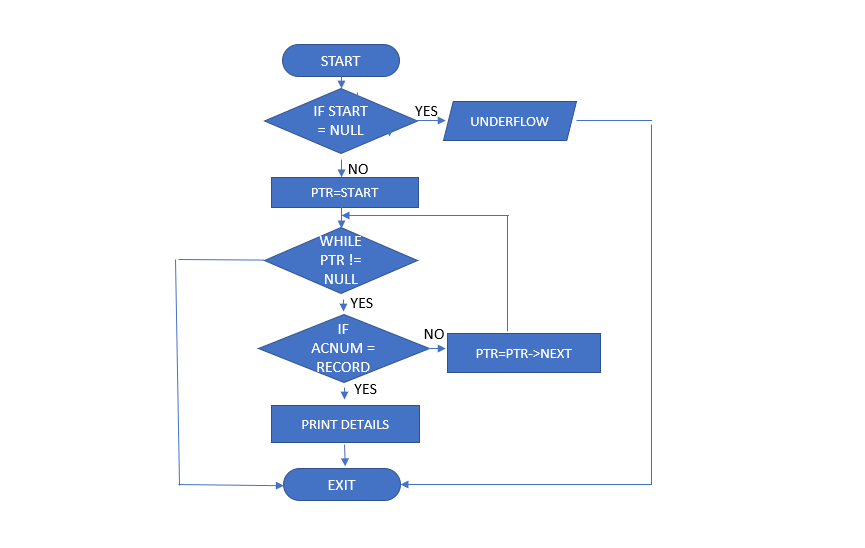 START
IF START
= NULL
YES
UNDERFLOW
NO
PTR=START
WHILE
PTR !=
NULL
YES
IF
ACNUM =
RECORD
NO
PTR=PTR->NEXT
YES
PRINT DETAILS
EXIT